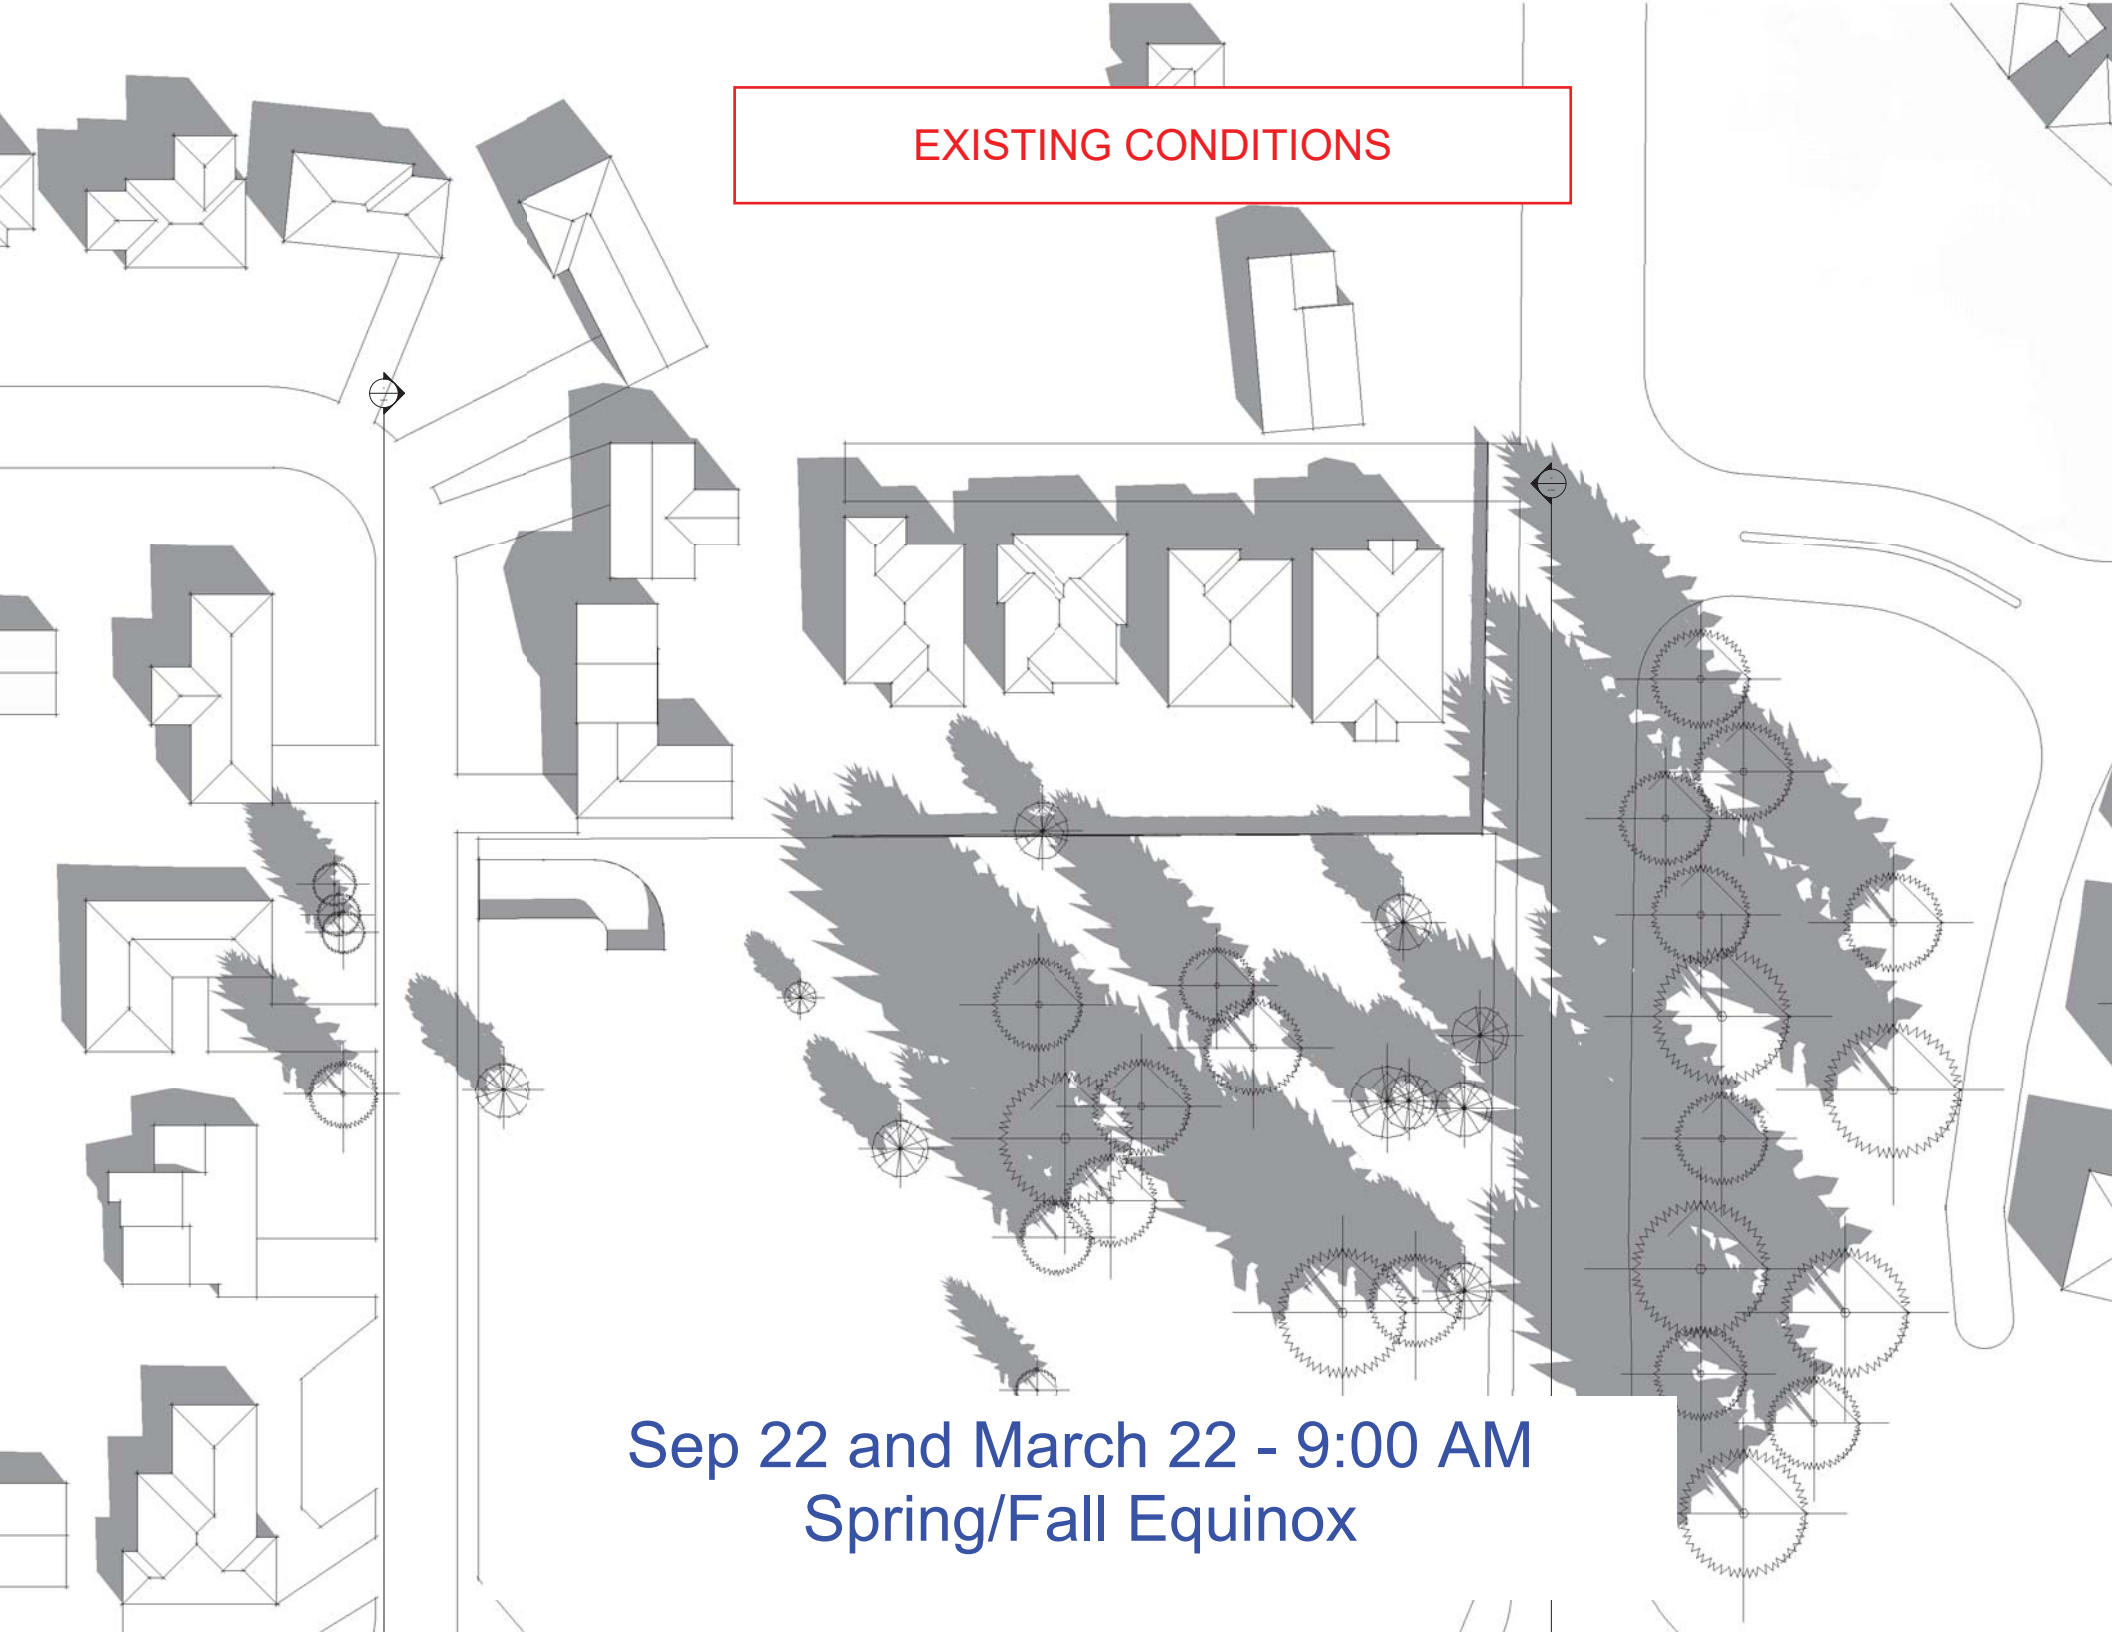 EXISTING CONDITIONS
Sep 22 and March 22 - 9:00 AM
Spring/Fall Equinox